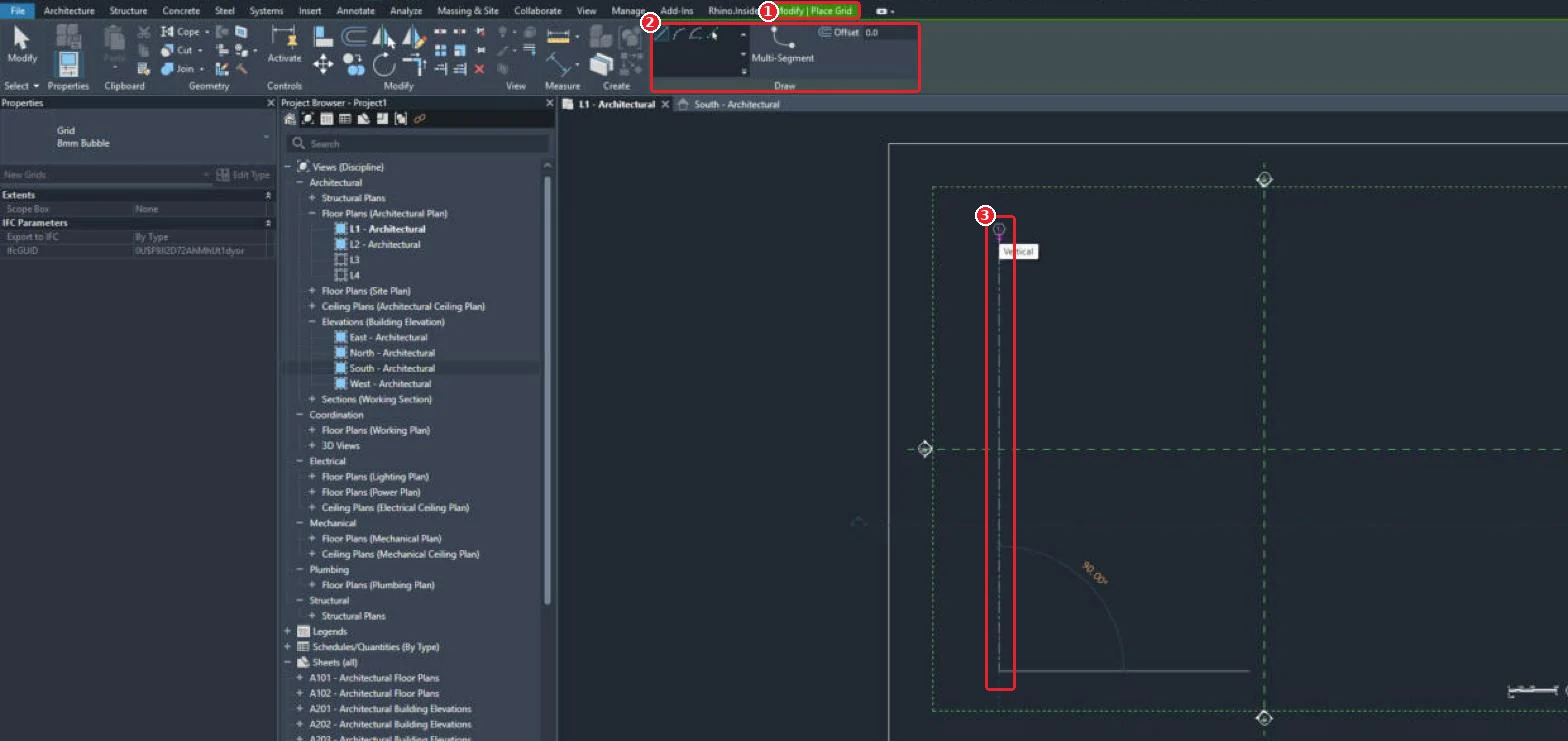 File Architecture Structure Concrete Steel Systems Insert Annotate Analyze Massing & Site Collaborate View Manage Add-Ins Rhino.Inside 1 Modify | Place Grid
2
Cope
Offset 0.0
Cut
Modify
Paste
Activate
Multi-Segment
Join
Select Properties Clipboard Geometry Controls Modify View Measure Create Draw
Properties
Project Browser - Project1
L1 - Architectural
South - Architectural
Grid
8mm Bubble
Search
New Grids
Edit Type
Extents
Scope Box None
IFC Parameters
Export to IFC By Type
IfcGUID
Views (Discipline)
Architectural
Structural Plans
Floor Plans (Architectural Plan)
L1 - Architectural
L2 - Architectural
L3
L4
Floor Plans (Site Plan)
Ceiling Plans (Architectural Ceiling Plan)
Elevations (Building Elevation)
East - Architectural
North - Architectural
South - Architectural
West - Architectural
Sections (Working Section)
Coordination
Floor Plans (Working Plan)
3D Views
Electrical
Floor Plans (Lighting Plan)
Floor Plans (Power Plan)
Ceiling Plans (Electrical Ceiling Plan)
Mechanical
Floor Plans (Mechanical Plan)
Ceiling Plans (Mechanical Ceiling Plan)
Plumbing
Floor Plans (Plumbing Plan)
Structural
Structural Plans
Legends
Schedules/Quantities (By Type)
Sheets (all)
A101 - Architectural Floor Plans
A102 - Architectural Floor Plans
A201 - Architectural Building Elevations
A202 - Architectural Building Elevations
A203 - Architectural Building Elevations
3
Vertical
90.00°